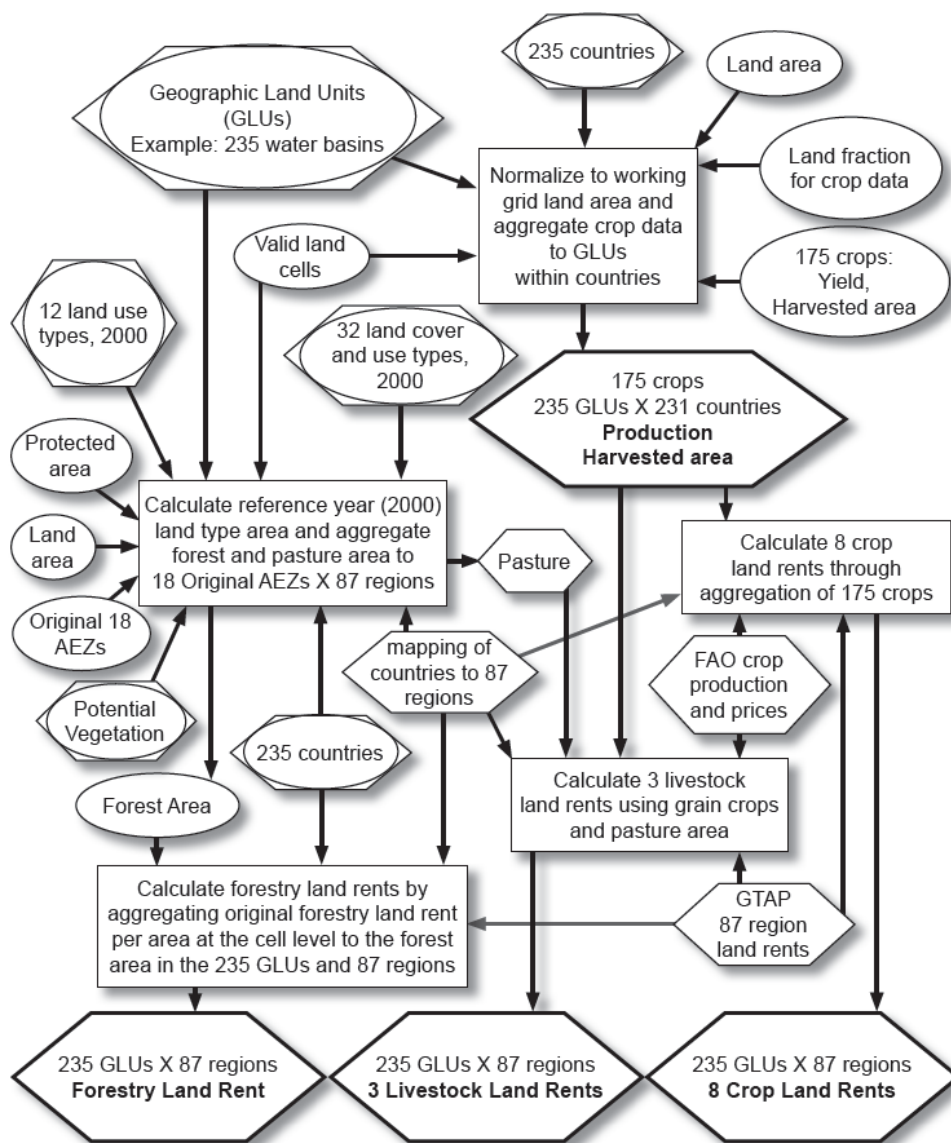 235 countries
Land area
Geographic Land Units
(GLUs)
Example: 235 water basins
Land fraction
for crop data
Normalize to working
grid land area and
aggregate crop data
to GLUs
within countries
Valid land
cells
175 crops:
Yield,
Harvested area
12 land use
types, 2000
32 land cover
and use types,
2000
175 crops
235 GLUs X 231 countries
Production
Harvested area
Protected
area
Calculate reference year (2000)
land type area and aggregate
forest and pasture area to
18 Original AEZs X 87 regions
Land
area
Pasture
Calculate 8 crop
land rents through
aggregation of 175 crops
Original 18
AEZs
mapping of
countries to 87
regions
FAO crop
production
and prices
Potential
Vegetation
235 countries
Calculate 3 livestock
land rents using grain crops
and pasture area
Forest Area
Calculate forestry land rents by
aggregating original forestry land rent
per area at the cell level to the forest
area in the 235 GLUs and 87 regions
GTAP
87 region
land rents
235 GLUs X 87 regions
Forestry Land Rent
235 GLUs X 87 regions
3 Livestock Land Rents
235 GLUs X 87 regions
8 Crop Land Rents